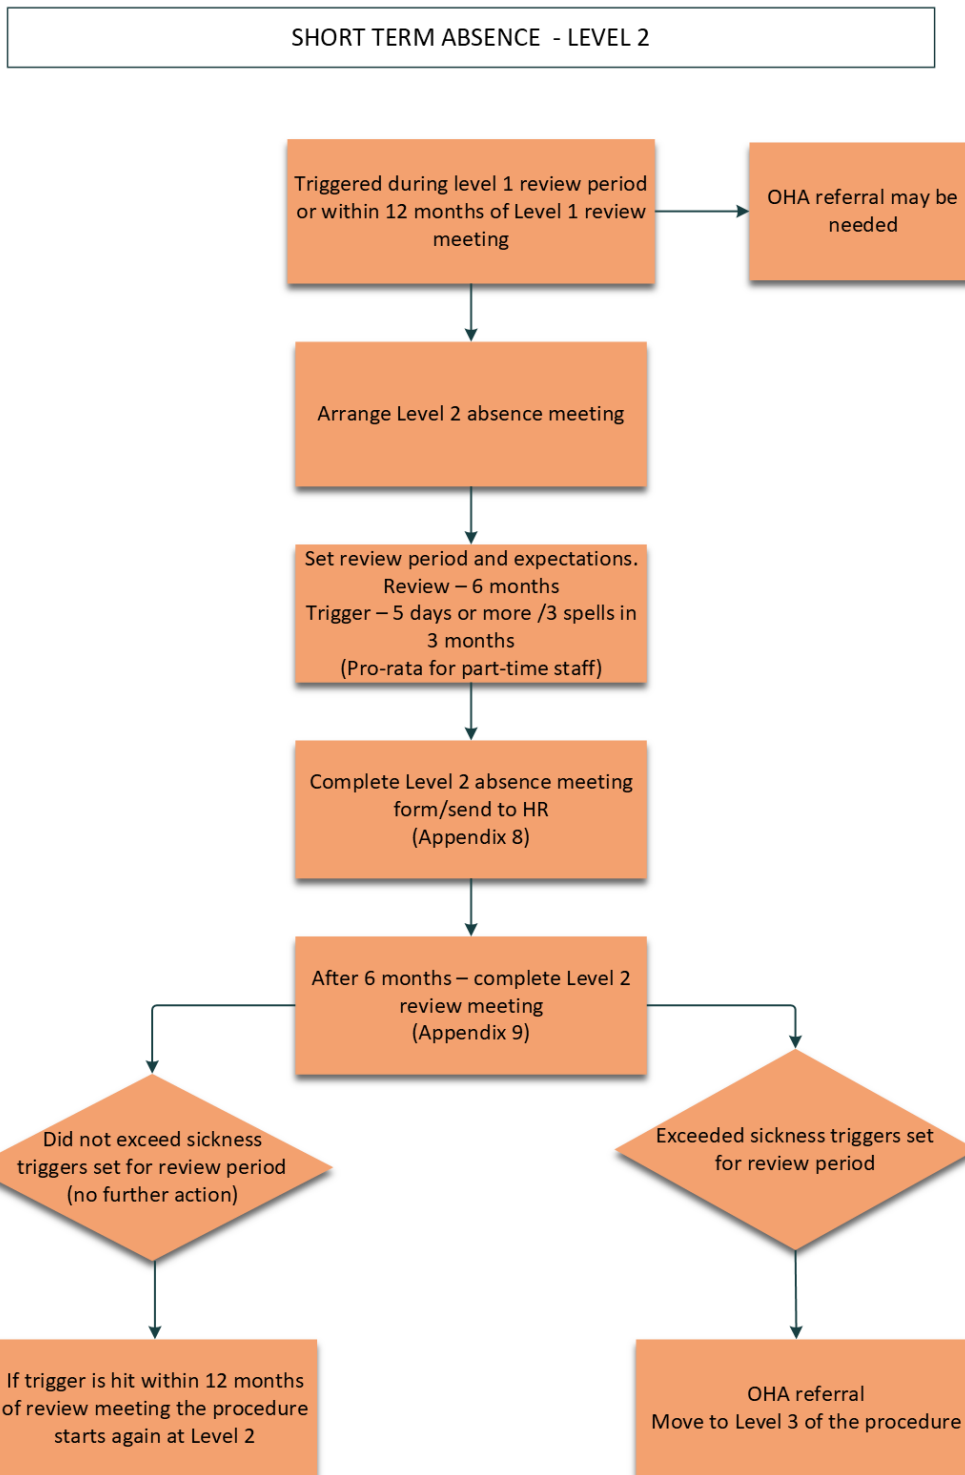 SHORT TERM ABSENCE - LEVEL 2
Triggered during level 1 review period
or within 12 months of Level 1 review
meeting
OHA referral may be
needed
Arrange Level 2 absence meeting
Set review period and expectations.
Review – 6 months
Trigger – 5 days or more /3 spells in
3 months
(Pro-rata for part-time staff)
Complete Level 2 absence meeting
form/send to HR
(Appendix 8)
After 6 months – complete Level 2
review meeting
(Appendix 9)
Did not exceed sickness
triggers set for review period
(no further action)
Exceeded sickness triggers set
for review period
If trigger is hit within 12 months
of review meeting the procedure
starts again at Level 2
OHA referral
Move to Level 3 of the procedure